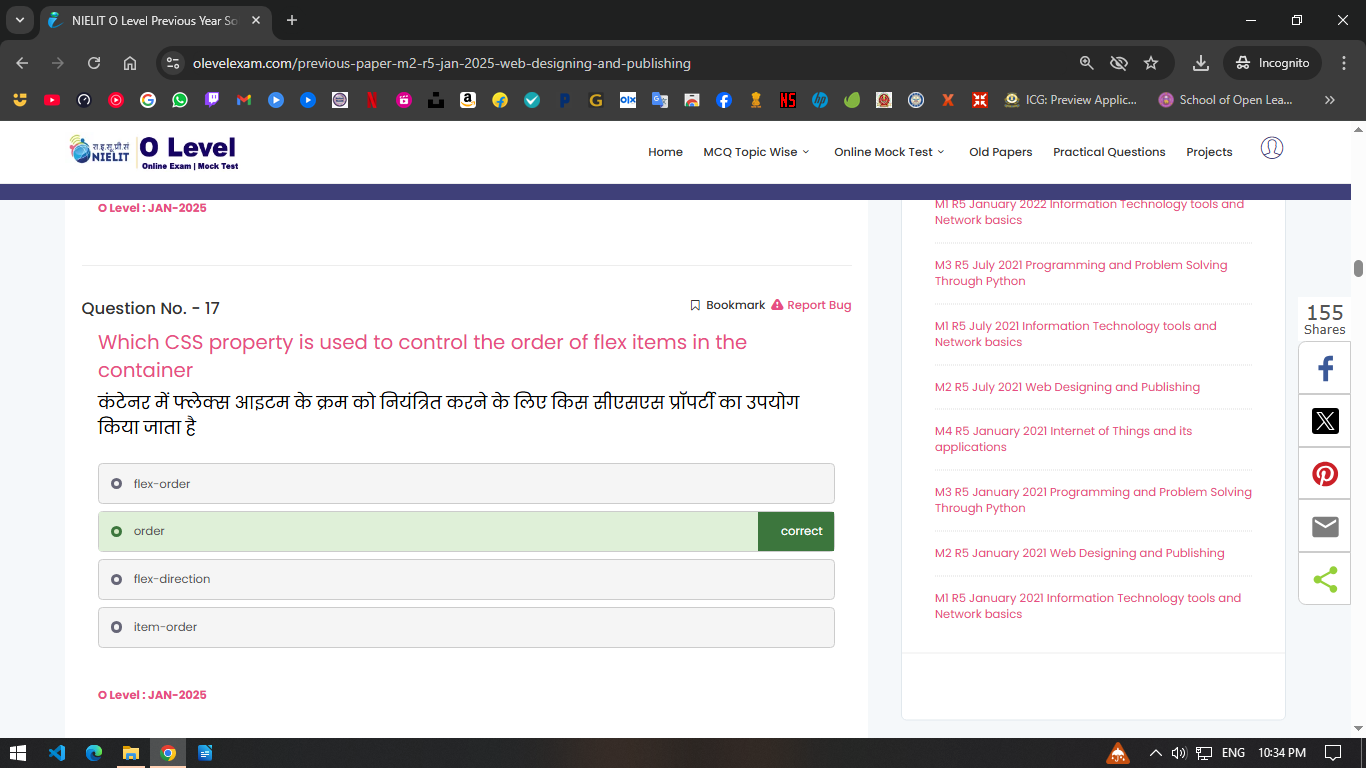 NIELIT O Level Previous Year So
olevelexam.com/previous-paper-m2-r5-jan-2025-web-designing-and-publishing
Incognito
ICG: Preview Applic...
School of Open Lea...
रा.इ.सू.प्रौ.सं
NIELIT
O Level
Online Exam | Mock Test
Home
MCQ Topic Wise
Online Mock Test
Old Papers
Practical Questions
Projects
O Level : JAN-2025
Question No. - 17
Bookmark
Report Bug
Which CSS property is used to control the order of flex items in the
container
कंटेनर में फ्लेक्स आइटम के क्रम को नियंत्रित करने के लिए किस सीएसएस प्रॉपर्टी का उपयोग
किया जाता है
flex-order
order
correct
flex-direction
item-order
O Level : JAN-2025
M1 R5 January 2022 Information Technology tools and
Network basics
M3 R5 July 2021 Programming and Problem Solving
Through Python
M1 R5 July 2021 Information Technology tools and
Network basics
M2 R5 July 2021 Web Designing and Publishing
M4 R5 January 2021 Internet of Things and its
applications
M3 R5 January 2021 Programming and Problem Solving
Through Python
M2 R5 January 2021 Web Designing and Publishing
M1 R5 January 2021 Information Technology tools and
Network basics
155
Shares
ENG
10:34 PM